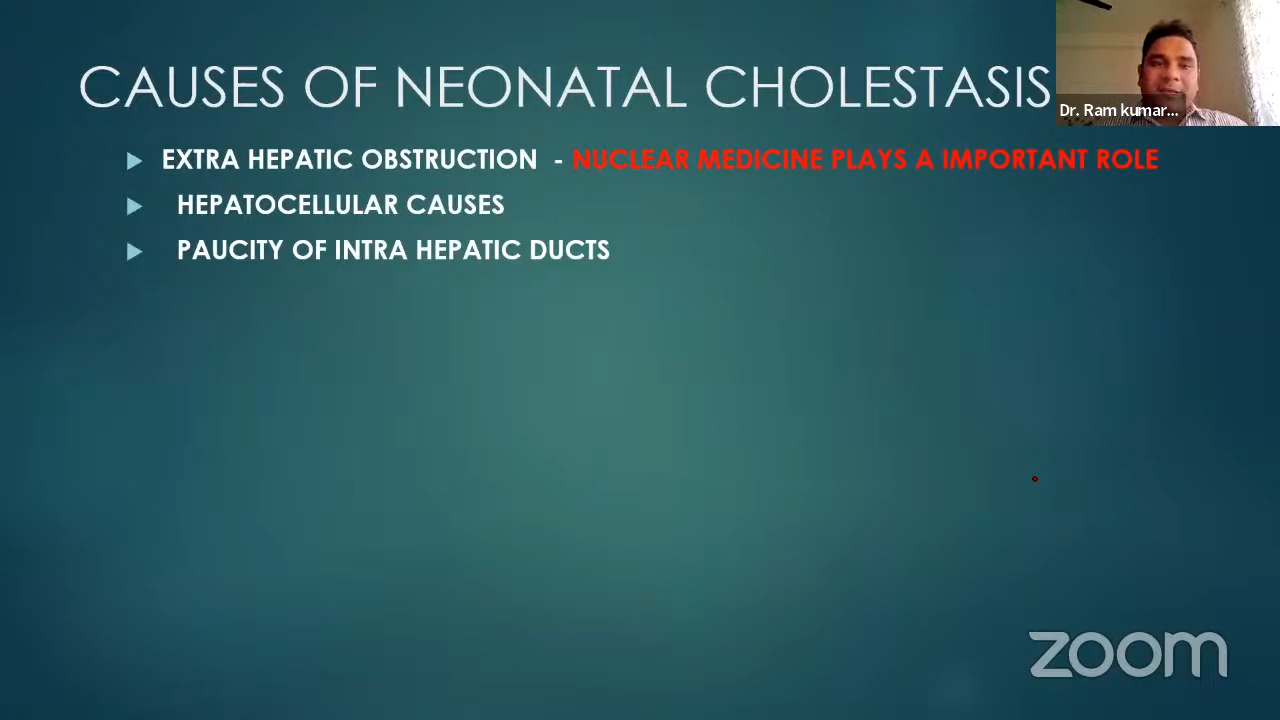 CAUSES OF NEONATAL CHOLESTASIS
Dr. Ram kumar...
EXTRA HEPATIC OBSTRUCTION - NUCLEAR MEDICINE PLAYS A IMPORTANT ROLE
HEPATOCELLULAR CAUSES
PAUCITY OF INTRA HEPATIC DUCTS
zoom